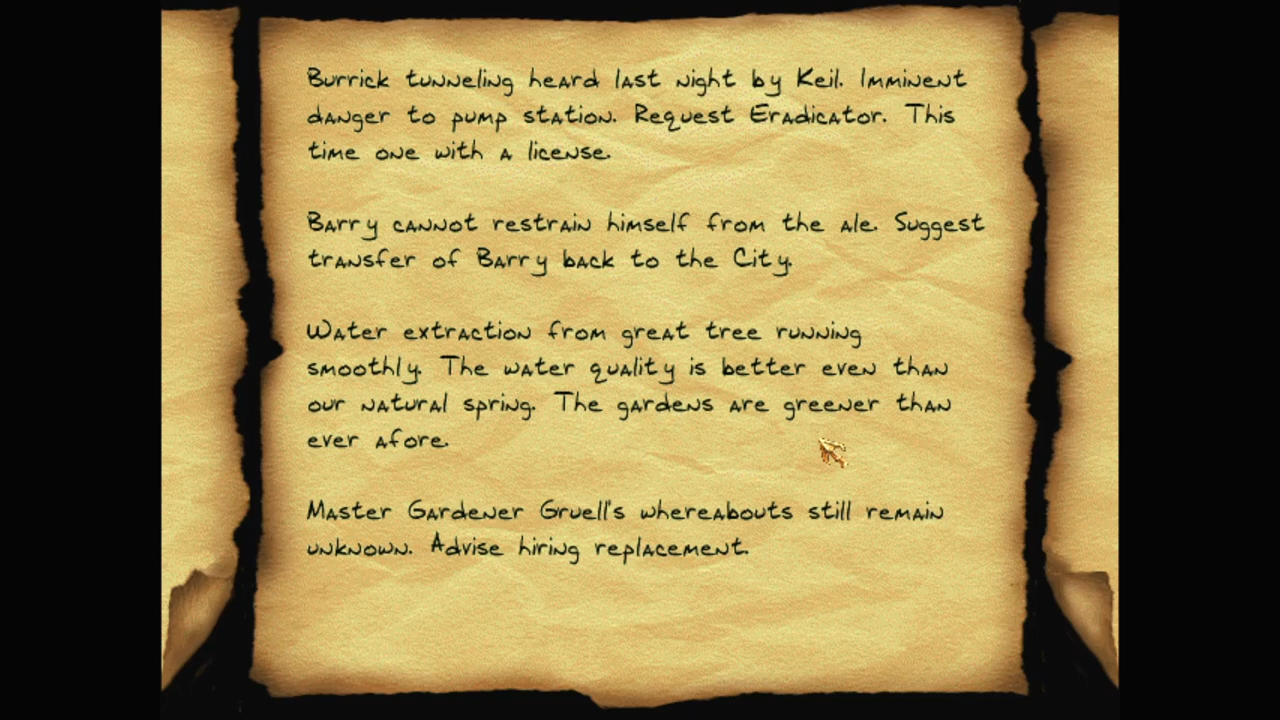 Burrick tunneling heard last night by Keil. Imminent
danger to pump station. Request Eradicator. This
time one with a license.
Barry cannot restrain himself from the ale. Suggest
transfer of Barry back to the City.
Water extraction from great tree running
smoothly. The water quality is better even than
our natural spring. The gardens are greener than
ever afore.
Master Gardener Gruell's whereabouts still remain
unknown. Advise hiring replacement.